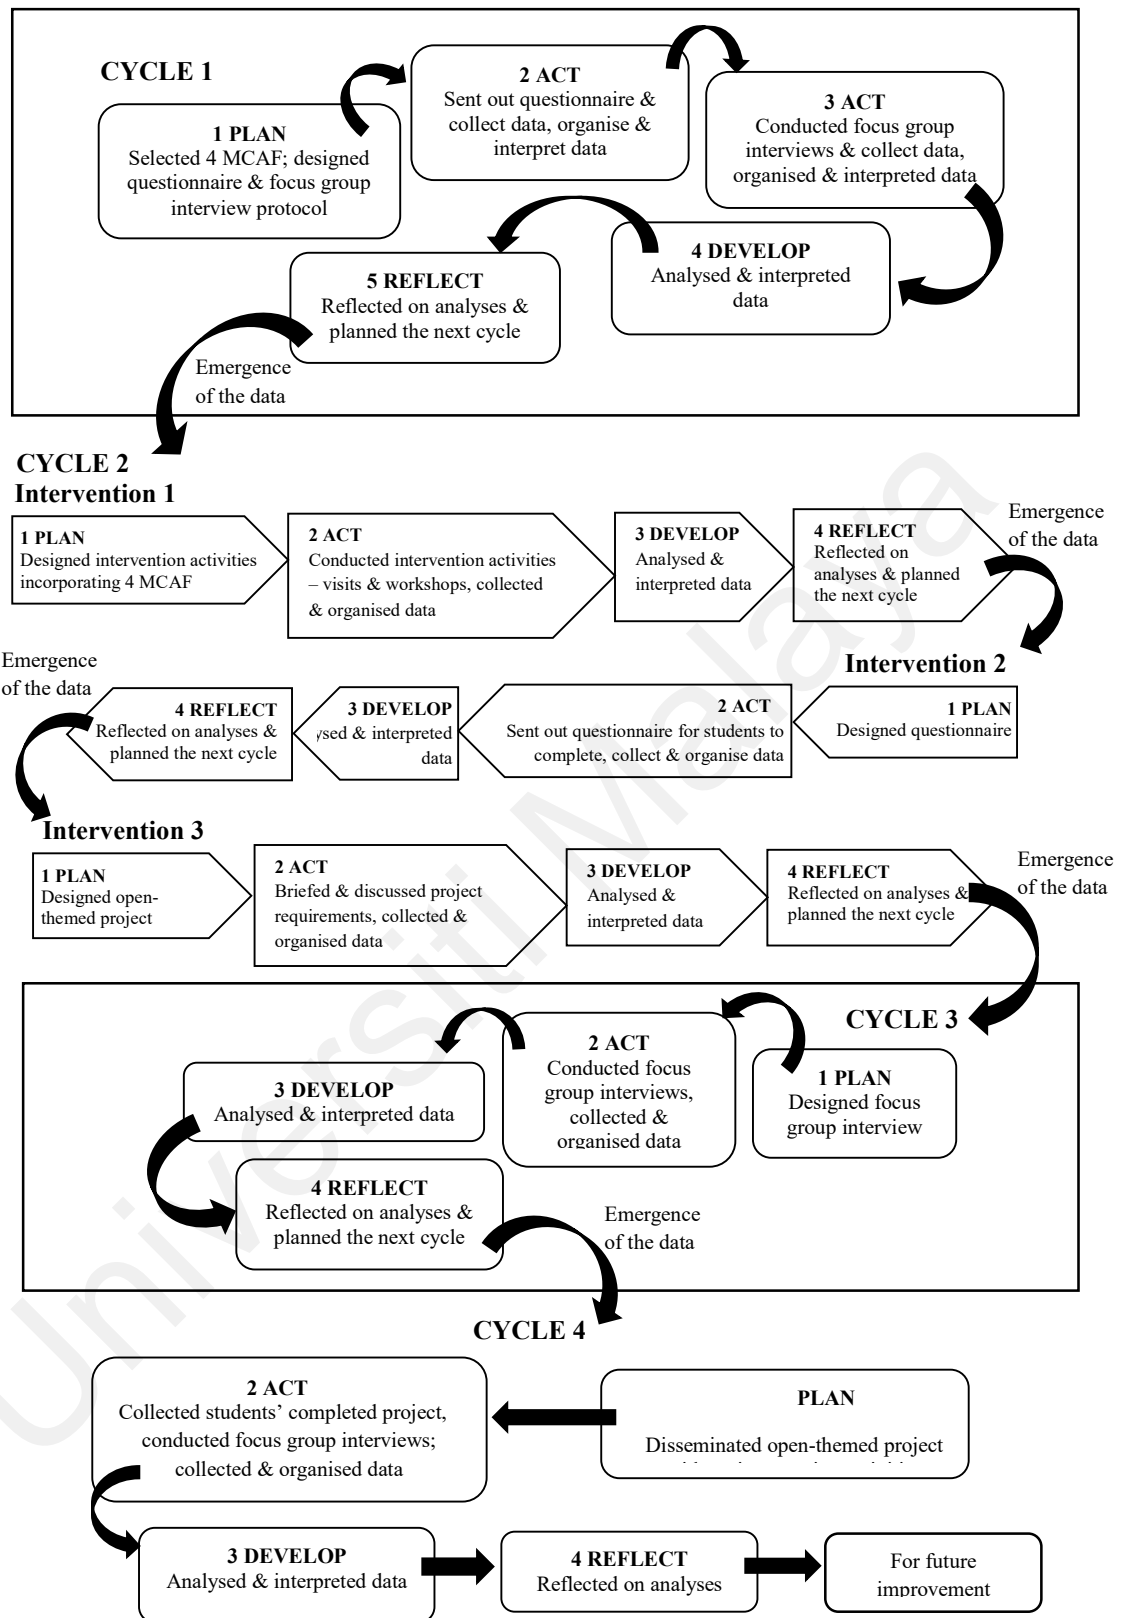 CYCLE 1
1 PLAN
Selected 4 MCAF; designed
questionnaire & focus group
interview protocol
2 ACT
Sent out questionnaire &
collect data, organise &
interpret data
3 ACT
Conducted focus group
interviews & collect data,
organised & interpreted data
4 DEVELOP
Analysed & interpreted
data
5 REFLECT
Reflected on analyses &
planned the next cycle
Emergence
of the data
CYCLE 2
Intervention 1
1 PLAN
Designed intervention activities
incorporating 4 MCAF
2 ACT
Conducted intervention activities
– visits & workshops, collected
& organised data
3 DEVELOP
Analysed &
interpreted data
4 REFLECT
Reflected on
analyses & planned
the next cycle
Emergence
of the data
Intervention 2
1 PLAN
Designed questionnaire
2 ACT
Sent out questionnaire for students to
complete, collect & organise data
3 DEVELOP
& interpreted
data
4 REFLECT
Reflected on analyses &
planned the next cycle
Emergence
of the data
Intervention 3
1 PLAN
Designed open-
themed project
2 ACT
Briefed & discussed project
requirements, collected &
organised data
3 DEVELOP
Analysed &
interpreted data
4 REFLECT
Reflected on analyses &
planned the next cycle
Emergence
of the data
CYCLE 3
1 PLAN
Designed focus
group interview
2 ACT
Conducted focus
group interviews,
collected &
organised data
3 DEVELOP
Analysed & interpreted data
4 REFLECT
Reflected on analyses &
planned the next cycle
Emergence
of the data
CYCLE 4
PLAN
Disseminated open-themed project
2 ACT
Collected students’ completed project,
conducted focus group interviews;
collected & organised data
3 DEVELOP
Analysed & interpreted data
4 REFLECT
Reflected on analyses
For future
improvement
Universiti Malaya